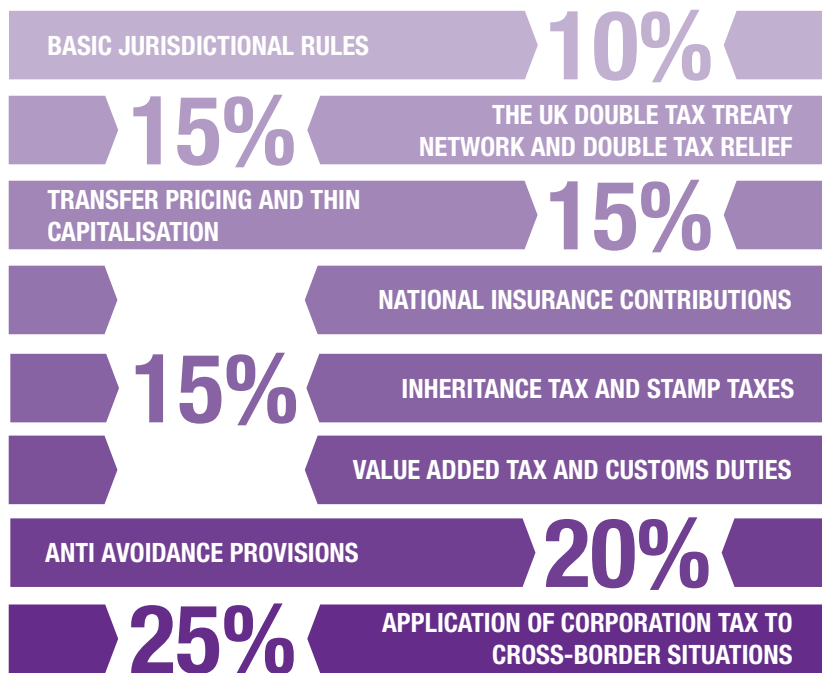 BASIC JURISDICTIONAL RULES
10%
15%
THE UK DOUBLE TAX TREATY
NETWORK AND DOUBLE TAX RELIEF
TRANSFER PRICING AND THIN
CAPITALISATION
15%
NATIONAL INSURANCE CONTRIBUTIONS
15%
INHERITANCE TAX AND STAMP TAXES
VALUE ADDED TAX AND CUSTOMS DUTIES
ANTI AVOIDANCE PROVISIONS
20%
25%
APPLICATION OF CORPORATION TAX TO
CROSS-BORDER SITUATIONS